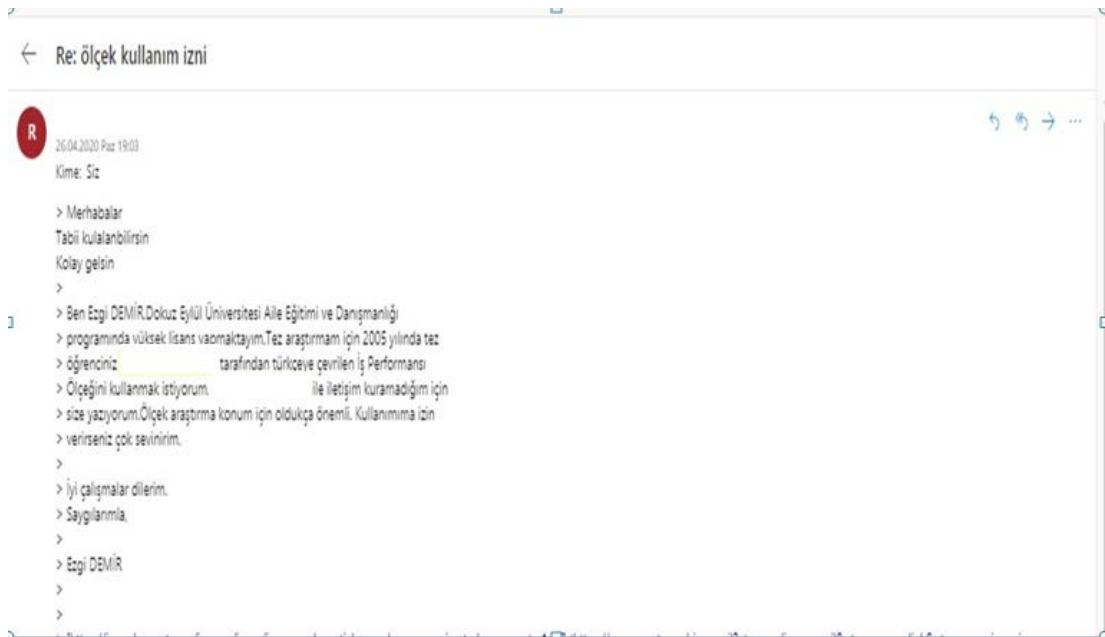 Re: ölçek kullanım izni
R
26.04.2020 Paz 19:03
Kime: Siz
> Merhabalar
Tabii kulalanbilirsin
Kolay gelsin
>
> Ben Ezgi DEMİR.Dokuz Eylül Üniversitesi Aile Eğitimi ve Danışmanlığı
> programında yüksek lisans yapmaktayım.Tez araştırmam için 2005 yılında tez
> öğrenciniz tarafından türkçeye çevrilen İş Performansı
> Ölçeğini kullanmak istiyorum. ile iletişim kuramadığım için
> size yazıyorum.Ölçek araştırma konum için oldukça önemli. Kullanımıma izin
> verirseniz çok sevinirim.
>
> İyi çalışmalar dilerim.
> Saygılarımla,
>
> Ezgi DEMİR
>
>